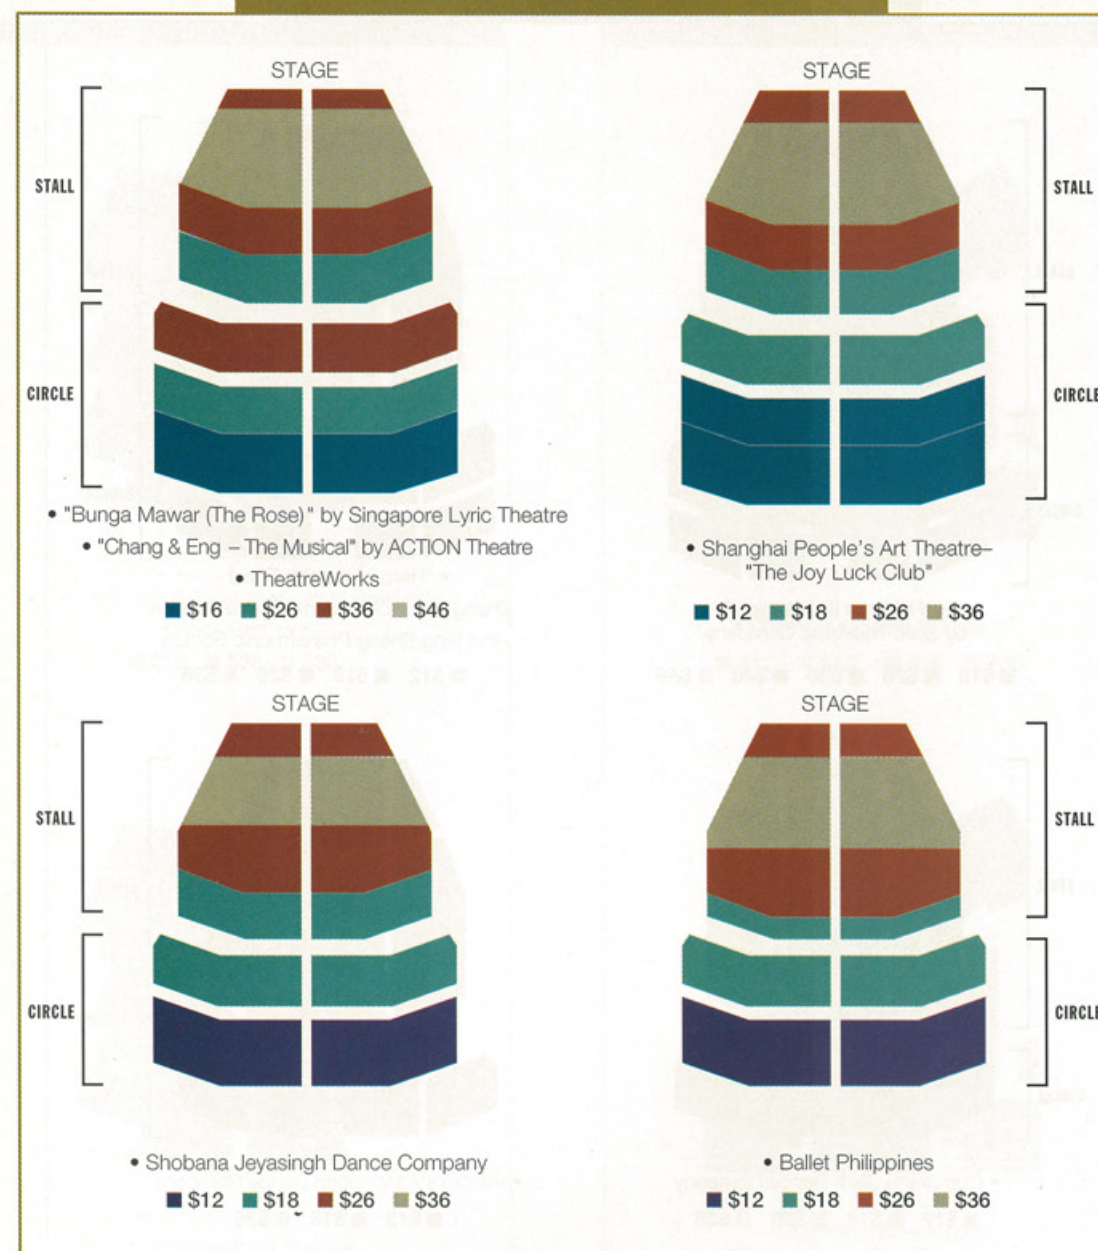 STAGE
STALL
CIRCLE
• "Bunga Mawar (The Rose)" by Singapore Lyric Theatre
• "Chang & Eng – The Musical" by ACTION Theatre
• TheatreWorks
$16 $26 $36 $46
STAGE
STALL
CIRCLE
• Shanghai People's Art Theatre–
"The Joy Luck Club"
$12 $18 $26 $36
STAGE
STALL
CIRCLE
• Shobana Jeyasingh Dance Company
$12 $18 $26 $36
STAGE
STALL
CIRCLE
• Ballet Philippines
$12 $18 $26 $36